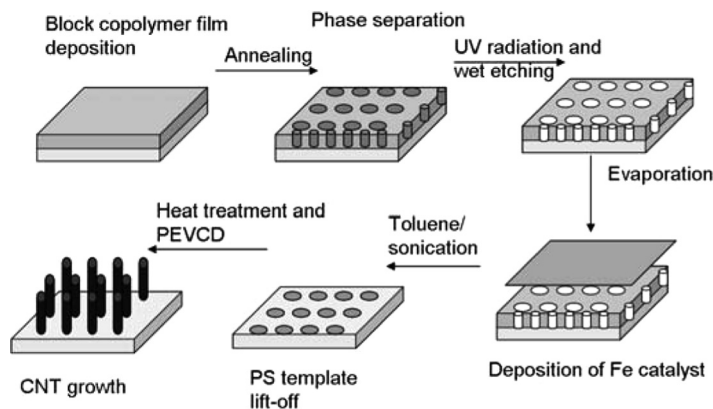 Block copolymer film
deposition
Annealing
Phase separation
UV radiation and
wet etching
Evaporation
Deposition of Fe catalyst
Toluene/
sonication
PS template
lift-off
Heat treatment and
PEVCD
CNT growth